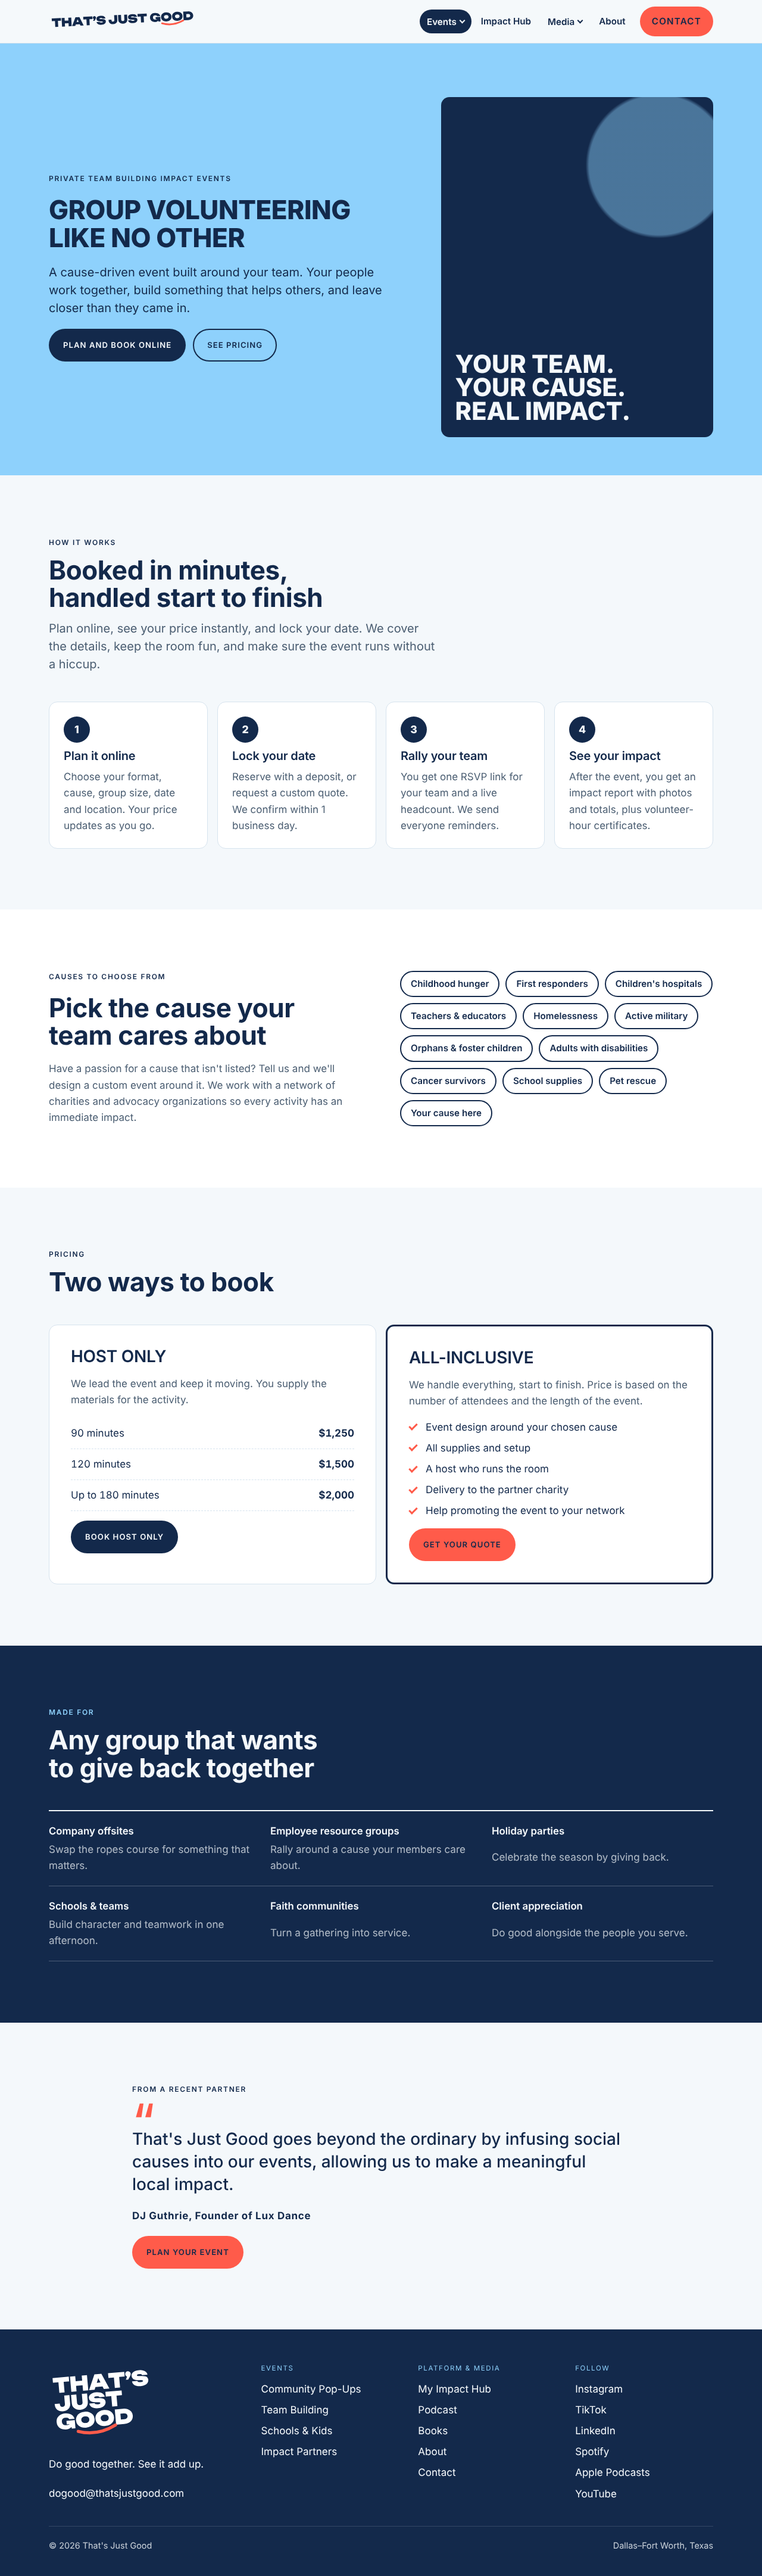 THAT'S JUST GOOD
Events
Impact Hub
Media
About
CONTACT
PRIVATE TEAM BUILDING IMPACT EVENTS
GROUP VOLUNTEERING
LIKE NO OTHER
A cause-driven event built around your team. Your people
work together, build something that helps others, and leave
closer than they came in.
PLAN AND BOOK ONLINE
SEE PRICING
YOUR TEAM.
YOUR CAUSE.
REAL IMPACT.
HOW IT WORKS
Booked in minutes,
handled start to finish
Plan online, see your price instantly, and lock your date. We cover
the details, keep the room fun, and make sure the event runs without
a hiccup.
1
Plan it online
Choose your format,
cause, group size, date
and location. Your price
updates as you go.
2
Lock your date
Reserve with a deposit, or
request a custom quote.
We confirm within 1
business day.
3
Rally your team
You get one RSVP link for
your team and a live
headcount. We send
everyone reminders.
4
See your impact
After the event, you get an
impact report with photos
and totals, plus volunteer-
hour certificates.
CAUSES TO CHOOSE FROM
Pick the cause your
team cares about
Have a passion for a cause that isn't listed? Tell us and we'll
design a custom event around it. We work with a network of
charities and advocacy organizations so every activity has an
immediate impact.
Childhood hunger
First responders
Children's hospitals
Teachers & educators
Homelessness
Active military
Orphans & foster children
Adults with disabilities
Cancer survivors
School supplies
Pet rescue
Your cause here
PRICING
Two ways to book
HOST ONLY
We lead the event and keep it moving. You supply the
materials for the activity.
90 minutes $1,250
120 minutes $1,500
Up to 180 minutes $2,000
BOOK HOST ONLY
ALL-INCLUSIVE
We handle everything, start to finish. Price is based on the
number of attendees and the length of the event.
Event design around your chosen cause
All supplies and setup
A host who runs the room
Delivery to the partner charity
Help promoting the event to your network
GET YOUR QUOTE
MADE FOR
Any group that wants
to give back together
Company offsites
Swap the ropes course for something that
matters.
Employee resource groups
Rally around a cause your members care
about.
Holiday parties
Celebrate the season by giving back.
Schools & teams
Build character and teamwork in one
afternoon.
Faith communities
Turn a gathering into service.
Client appreciation
Do good alongside the people you serve.
FROM A RECENT PARTNER
"
That's Just Good goes beyond the ordinary by infusing social
causes into our events, allowing us to make a meaningful
local impact.
DJ Guthrie, Founder of Lux Dance
PLAN YOUR EVENT
THAT'S
JUST
GOOD
Do good together. See it add up.
dogood@thatsjustgood.com
EVENTS
Community Pop-Ups
Team Building
Schools & Kids
Impact Partners
PLATFORM & MEDIA
My Impact Hub
Podcast
Books
About
Contact
FOLLOW
Instagram
TikTok
LinkedIn
Spotify
Apple Podcasts
YouTube
© 2026 That's Just Good
Dallas–Fort Worth, Texas